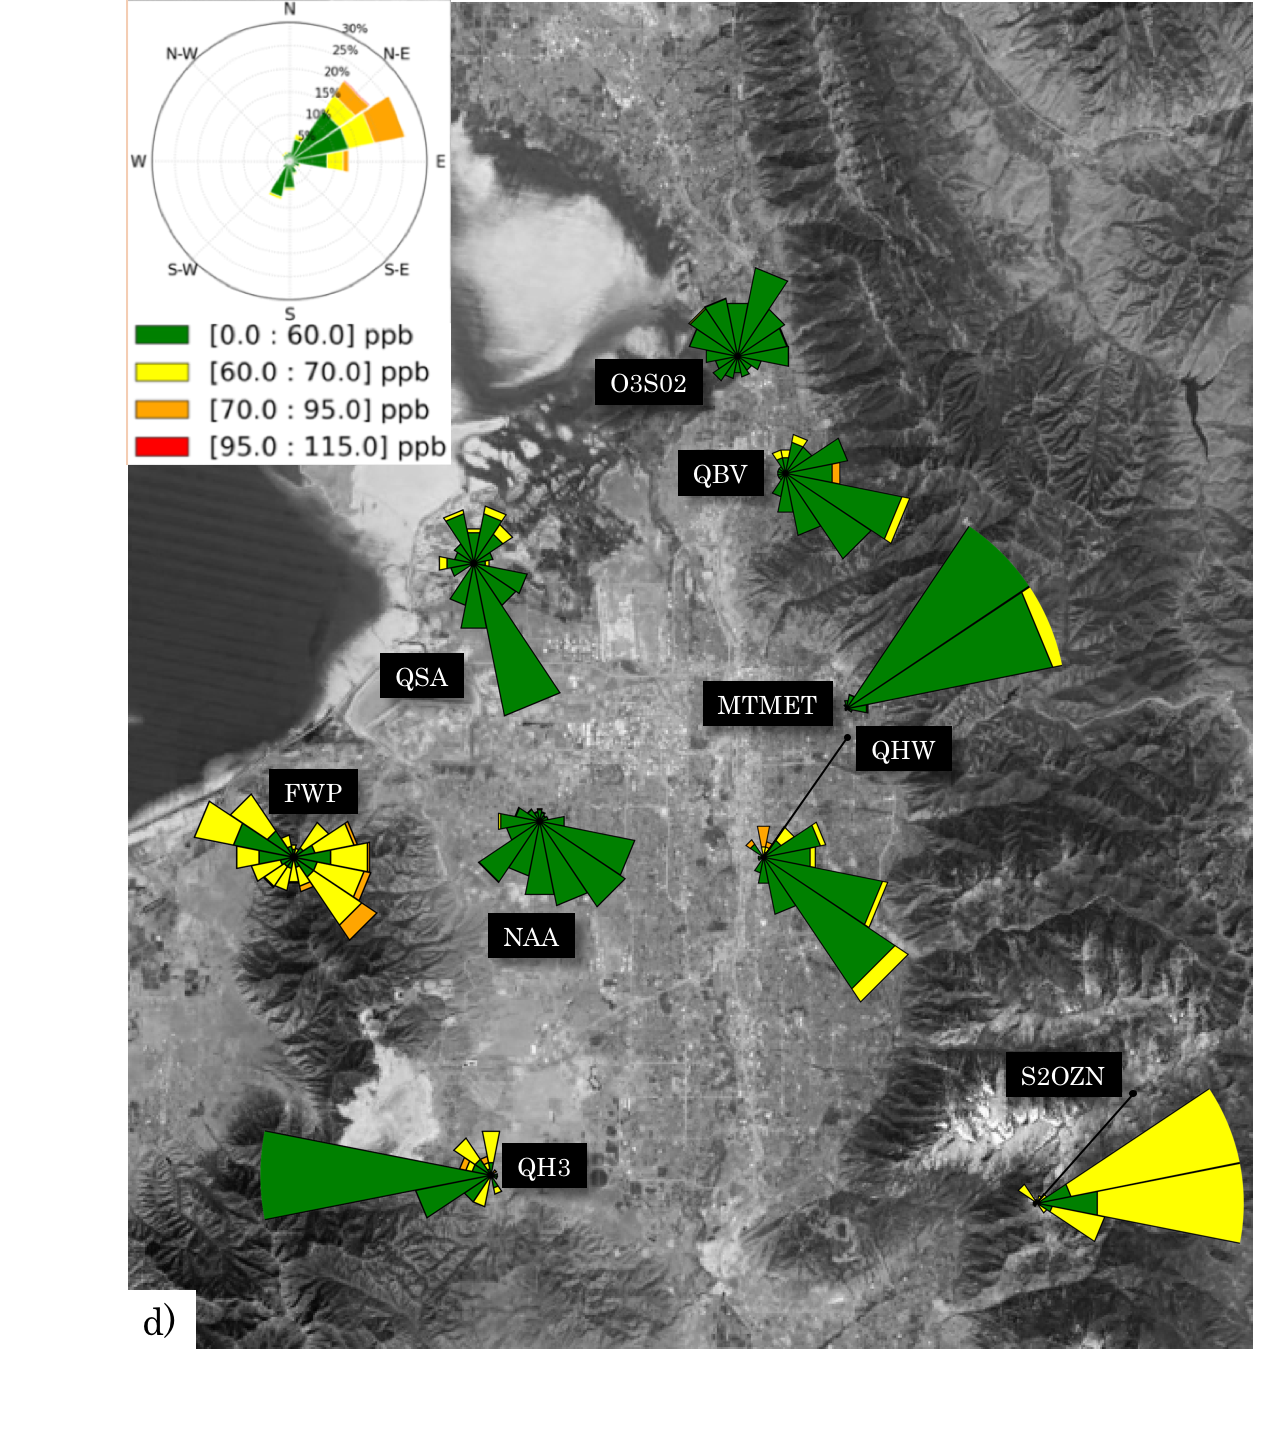 N
30%
N-W
25%
N-E
20%
15%
10%
5%
W
E
S-W
S-E
S
[0.0 : 60.0] ppb
[60.0 : 70.0] ppb
[70.0 : 95.0] ppb
[95.0 : 115.0] ppb
O3S02
QBV
QSA
MTMET
QHW
FWP
NAA
S2OZN
QH3
d)